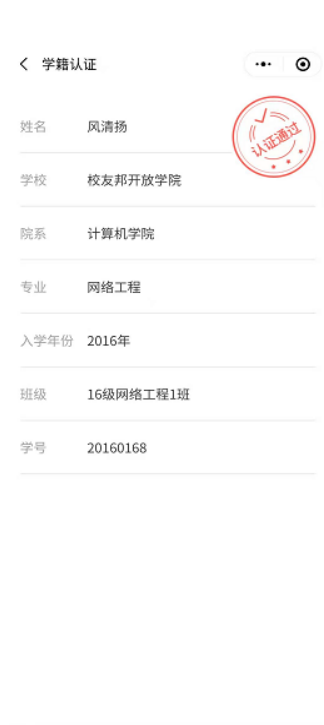 学籍认证
姓名 风清扬
认证通过
学校 校友邦开放学院
院系 计算机学院
专业 网络工程
入学年份 2016年
班级 16级网络工程1班
学号 20160168